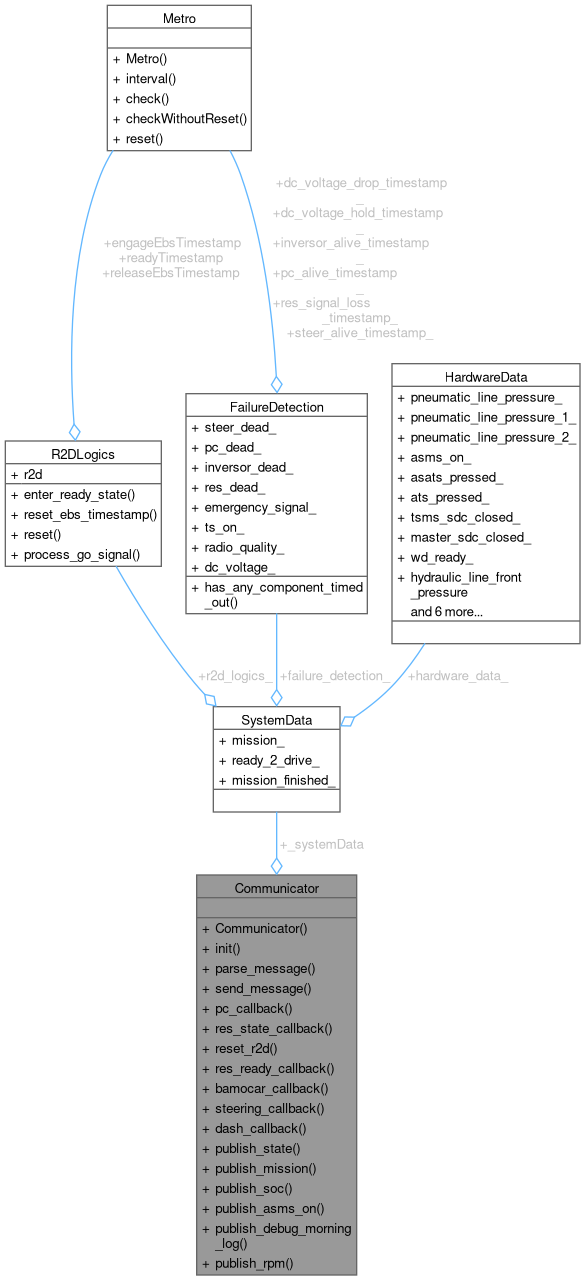 Metro
+ Metro()
+ interval()
+ check()
+ checkWithoutReset()
+ reset()
+engageEbsTimestamp
+readyTimestamp
+releaseEbsTimestamp
+dc_voltage_drop_timestamp
_
+dc_voltage_hold_timestamp
_
+inversor_alive_timestamp
_
+pc_alive_timestamp
_
+res_signal_loss
_timestamp_
+steer_alive_timestamp_
R2DLogics
+ r2d
+ enter_ready_state()
+ reset_ebs_timestamp()
+ reset()
+ process_go_signal()
FailureDetection
+ steer_dead_
+ pc_dead_
+ inversor_dead_
+ res_dead_
+ emergency_signal_
+ ts_on_
+ radio_quality_
+ dc_voltage_
+ has_any_component_timed
_out()
HardwareData
+ pneumatic_line_pressure_
+ pneumatic_line_pressure_1_
+ pneumatic_line_pressure_2_
+ asms_on_
+ asats_pressed_
+ ats_pressed_
+ tsms_sdc_closed_
+ master_sdc_closed_
+ wd_ready_
+ hydraulic_line_front
_pressure
and 6 more...
+r2d_logics_
+failure_detection_
+hardware_data_
SystemData
+ mission_
+ ready_2_drive_
+ mission_finished_
+_systemData
Communicator
+ Communicator()
+ init()
+ parse_message()
+ send_message()
+ pc_callback()
+ res_state_callback()
+ reset_r2d()
+ res_ready_callback()
+ bamocar_callback()
+ steering_callback()
+ dash_callback()
+ publish_state()
+ publish_mission()
+ publish_soc()
+ publish_asms_on()
+ publish_debug_morning
_log()
+ publish_rpm()